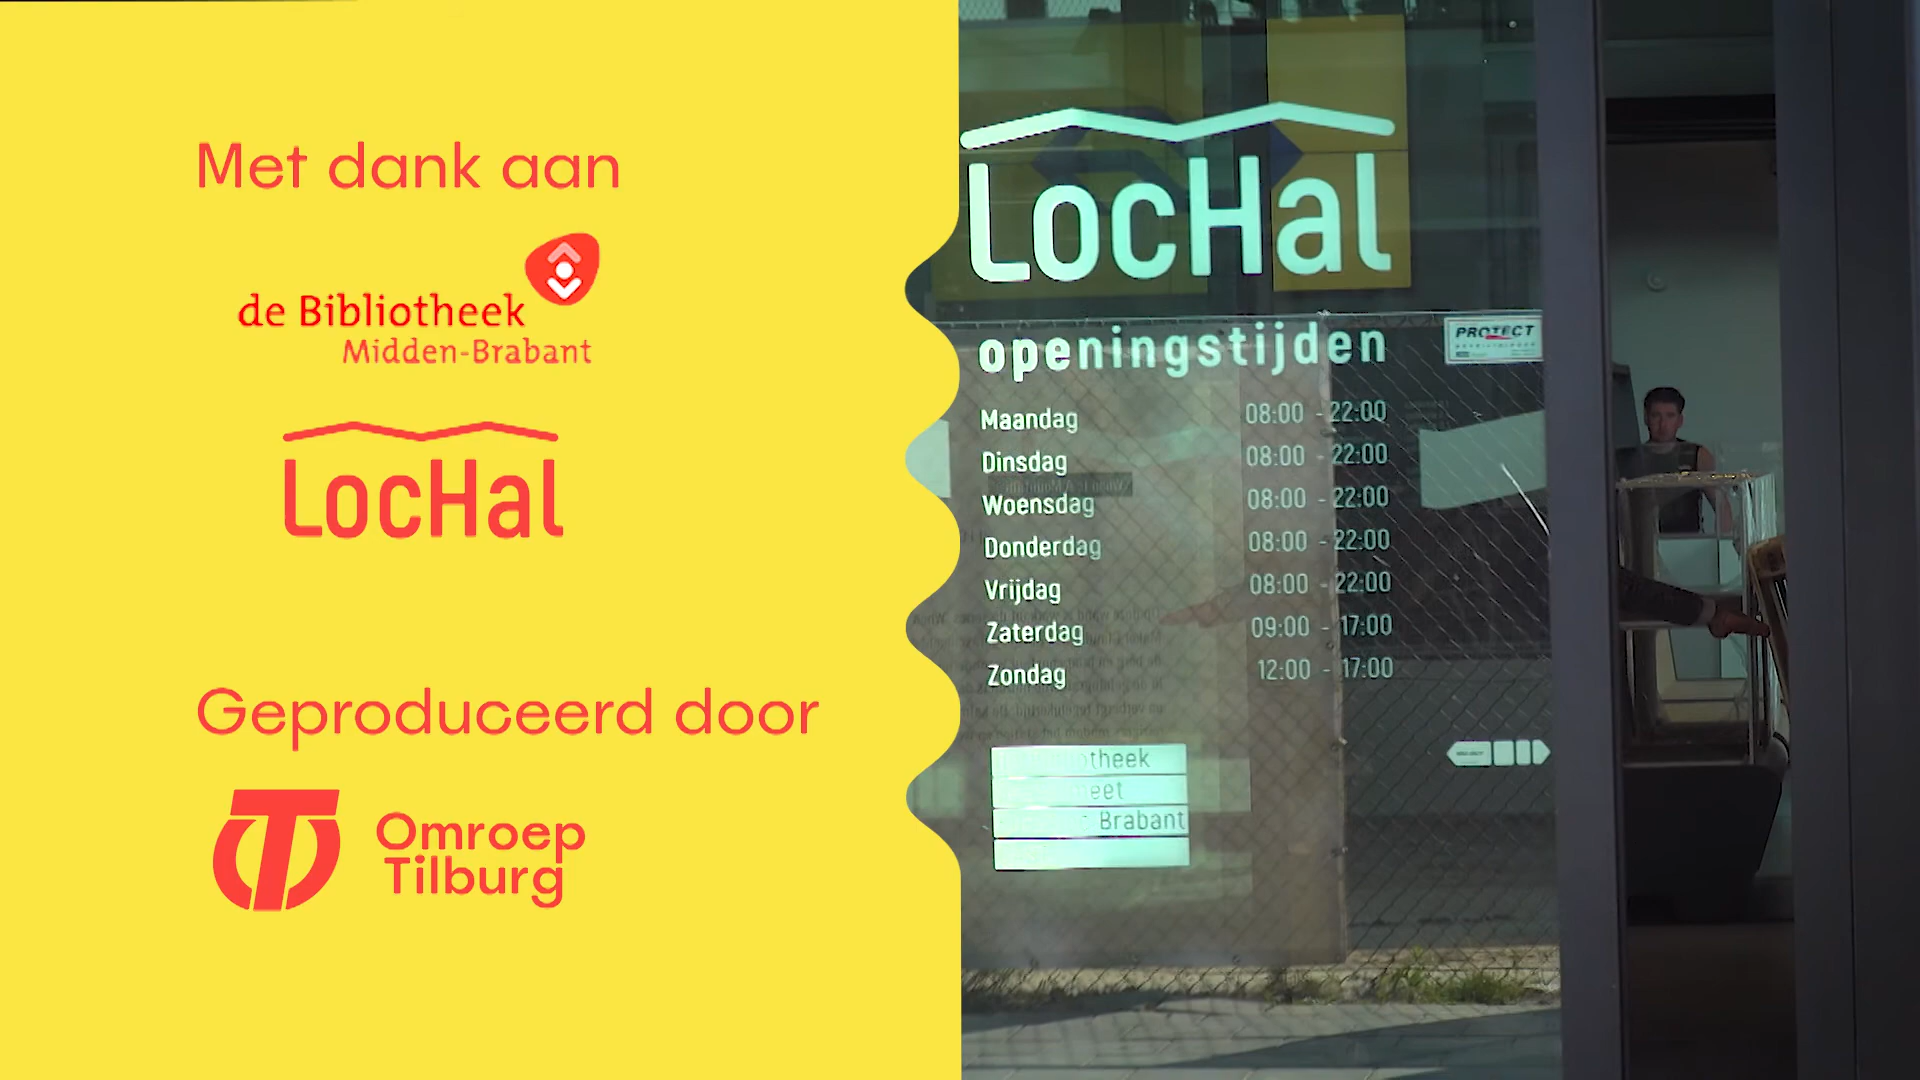 Met dank aan
de Bibliotheek
Midden-Brabant
LocHal
Geproduceerd door
Omroep
Tilburg
LocHal
openingstijden
PROTECT
Maandag 08:00 - 22:00
Dinsdag 08:00 - 22:00
Woensdag 08:00 - 22:00
Donderdag 08:00 - 22:00
Vrijdag 08:00 - 22:00
Zaterdag 09:00 - 17:00
Zondag 12:00 - 17:00
Brabant